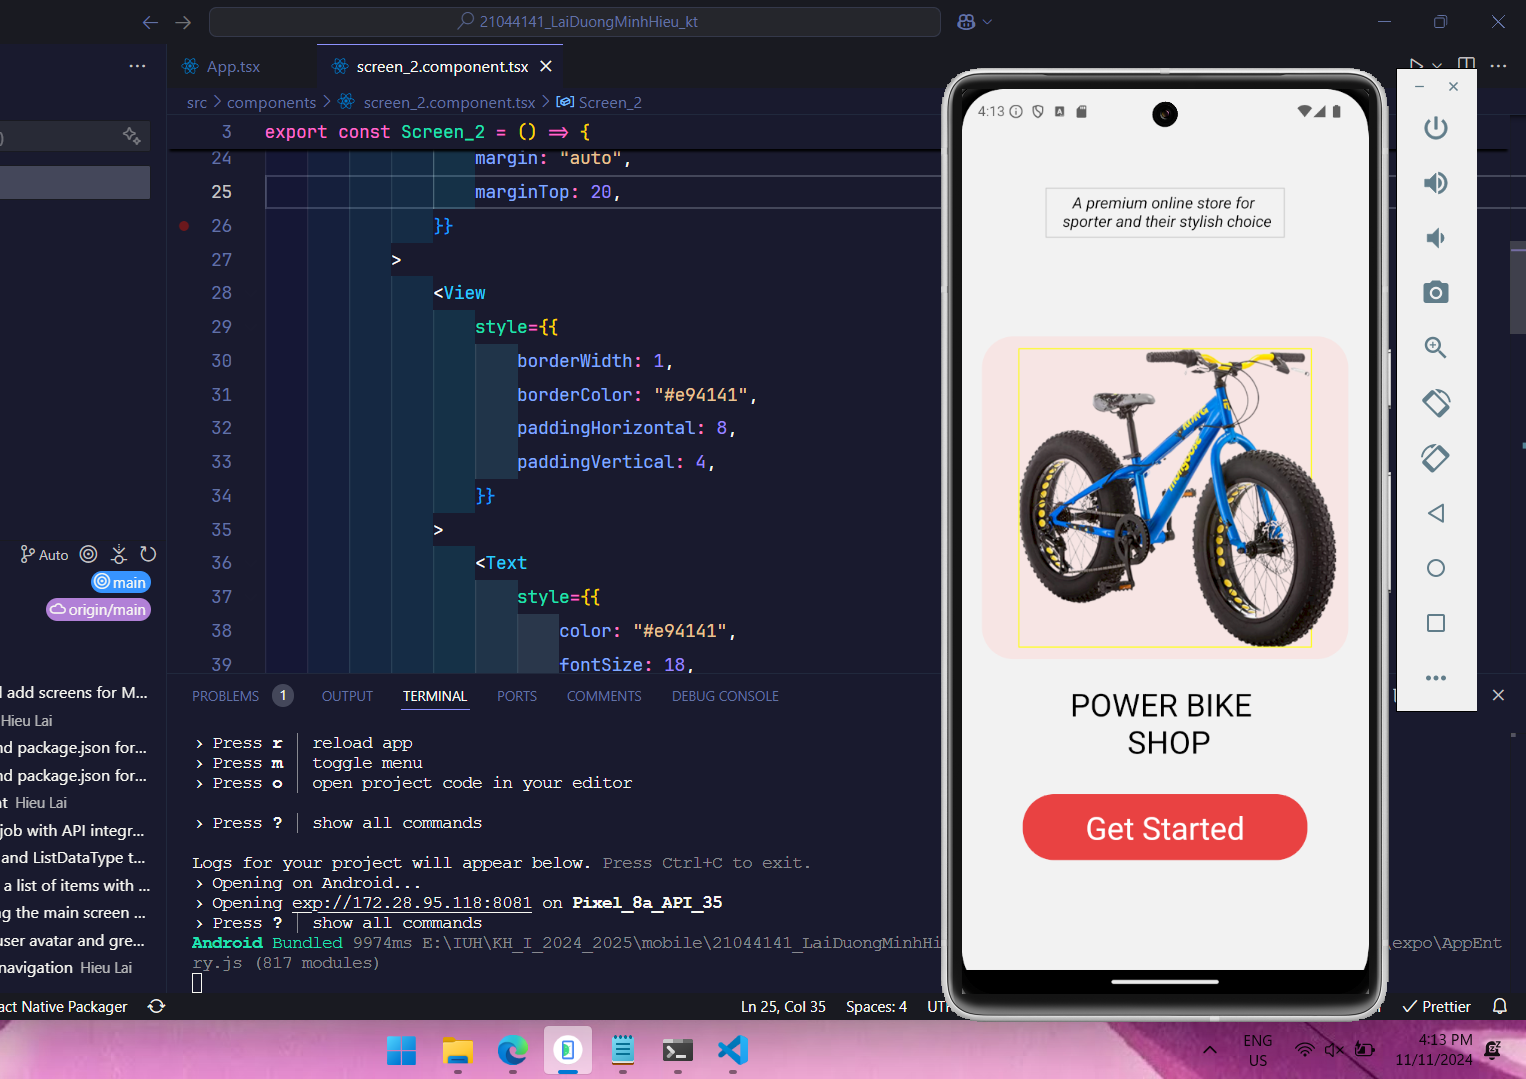 21044141_LaiDuongMinhHieu_kt
App.tsx
screen_2.component.tsx
src > components > screen_2.component.tsx > Screen_2
3 export const Screen_2 = () => {
24 margin: "auto",
25 marginTop: 20,
26 }}
27 >
28 <View
29 style={{
30 borderWidth: 1,
31 borderColor: "#e94141",
32 paddingHorizontal: 8,
33 paddingVertical: 4,
34 }}
35 >
36 <Text
37 style={{
38 color: "#e94141",
39 fontSize: 18,
Auto
main
origin/main
d add screens for M...
Hieu Lai
nd package.json for...
nd package.json for...
nt Hieu Lai
job with API integr...
and ListDataType t...
a list of items with ...
ng the main screen ...
user avatar and gre...
navigation Hieu Lai
PROBLEMS 1 OUTPUT TERMINAL PORTS COMMENTS DEBUG CONSOLE
› Press r │ reload app
› Press m │ toggle menu
› Press o │ open project code in your editor
› Press ? │ show all commands
Logs for your project will appear below. Press Ctrl+C to exit.
› Opening on Android...
› Opening exp://172.28.95.118:8081 on Pixel_8a_API_35
› Press ? │ show all commands
Android Bundled 9974ms E:\IUH\KH_I_2024_2025\mobile\21044141_LaiDuongMinhHi \expo\AppEnt
ry.js (817 modules)
act Native Packager
Ln 25, Col 35 Spaces: 4 UTF
Prettier
4:13
A premium online store for
sporter and their stylish choice
MONGOOSE
POWER BIKE
SHOP
Get Started
ENG
US
4:13 PM
11/11/2024